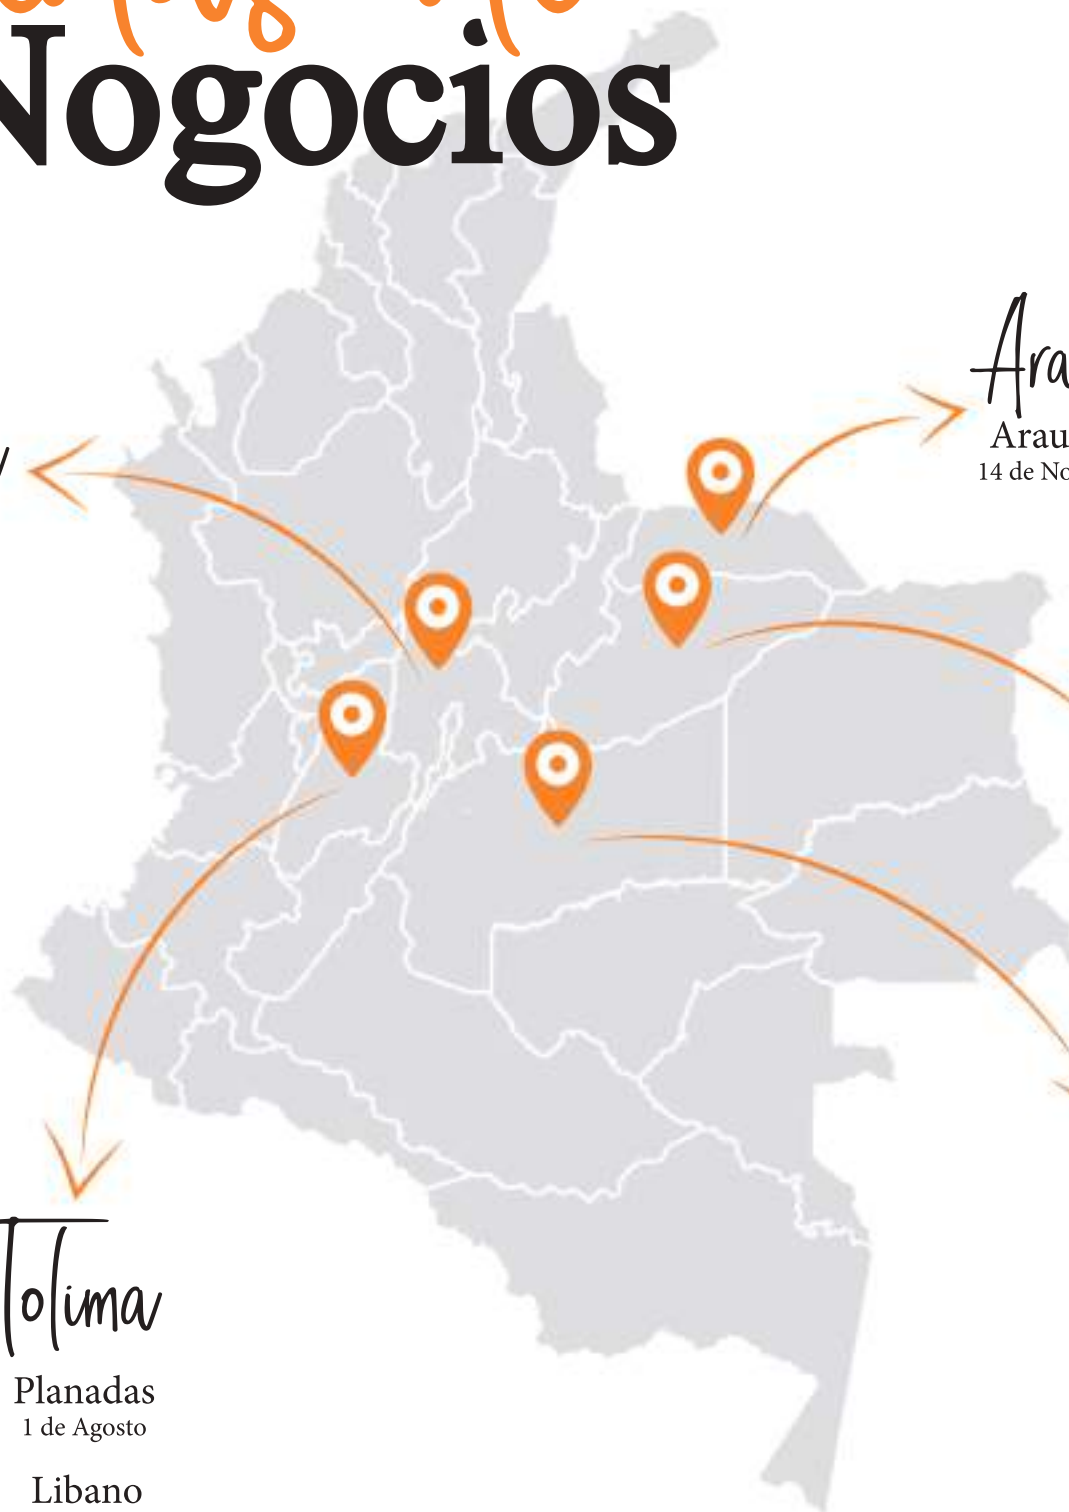 Nogocios
Ara
Arau
14 de No
Tolima
Planadas
1 de Agosto
Libano